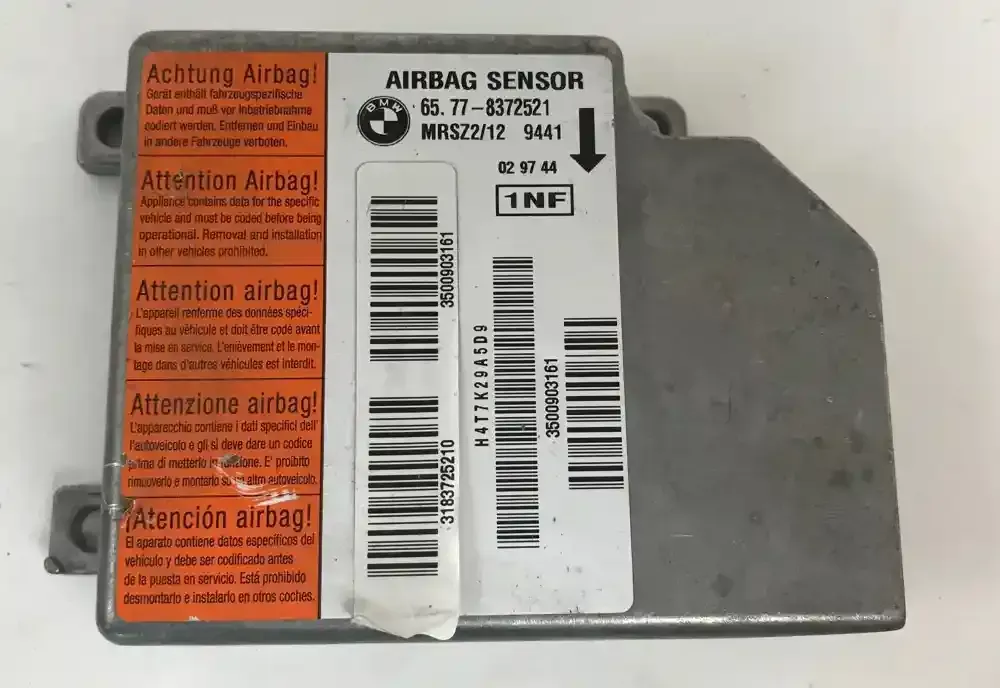 Achtung Airbag!
Gerät enthält fahrzeugspezifische
Daten und muß vor Inbetriebnahme
codiert werden. Entfernen und Einbau
in andere Fahrzeuge verboten.
Attention Airbag!
Appliance contains data for the specific
vehicle and must be coded before being
operational. Removal and installation
in other vehicles prohibited.
Attention airbag!
L'appareil renferme des données spéci-
fiques au véhicule et doit être codé avant
la mise en service. L'enlèvement et le mon-
tage dans d'autres véhicules est interdit.
Attenzione airbag!
L'apparecchio contiene i dati specifici dell'
l'autoveicolo e gli si deve dare un codice
prima di metterlo in funzione. E' proibito
rimuoverlo e montarlo su altro autoveicolo.
¡Atención airbag!
El aparato contiene datos específicos del
vehículo y debe ser codificado antes
de la puesta en servicio. Está prohibido
desmontarlo e instalarlo en otros coches.
AIRBAG SENSOR
BMW
65. 77-8372521
MRSZ2/12 9441
02 97 44
1NF
3500903161
3183725210
H4T7K29A5D9
3500903161